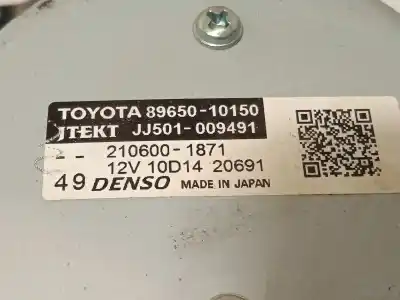 TOYOTA 89650-10150
JTEKT JJ501-009491
-- 210600-1871
12V 10D14 20691
49 DENSO MADE IN JAPAN